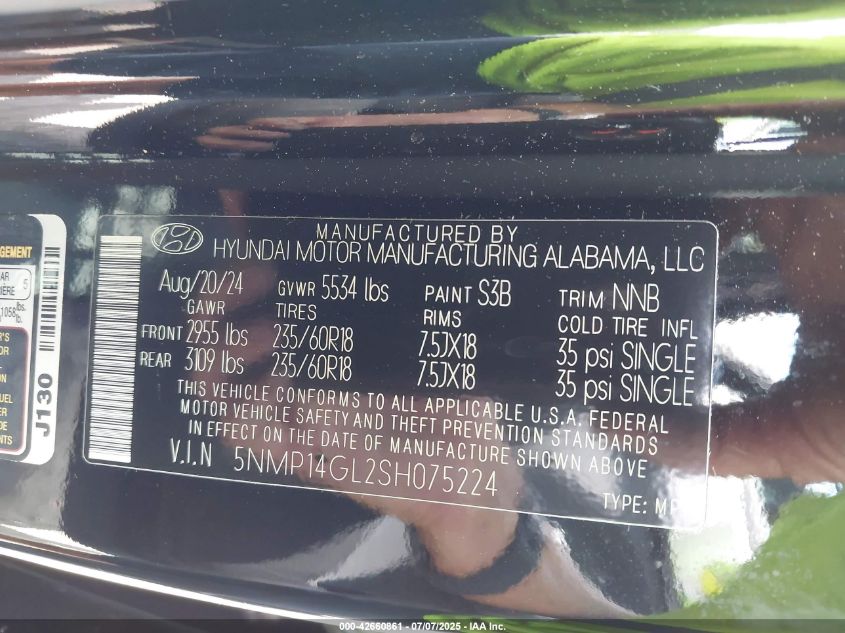 MANUFACTURED BY
HYUNDAI MOTOR MANUFACTURING ALABAMA, LLC
Aug/20/24 GVWR 5534 lbs PAINT S3B TRIM NNB
GAWR TIRES RIMS COLD TIRE INFL
FRONT 2955 lbs 235/60R18 7.5JX18 35 psi SINGLE
REAR 3109 lbs 235/60R18 7.5JX18 35 psi SINGLE
THIS VEHICLE CONFORMS TO ALL APPLICABLE U.S.A. FEDERAL
MOTOR VEHICLE SAFETY AND THEFT PREVENTION STANDARDS
IN EFFECT ON THE DATE OF MANUFACTURE SHOWN ABOVE
V.I.N 5NMP14GL2SH075224
TYPE:
J130
5
000-42660861 - 07/07/2025 - IAA Inc.